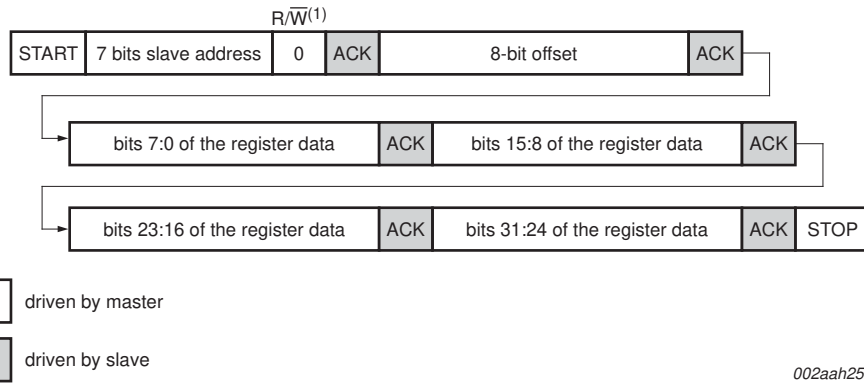 R/W(1)
START 7 bits slave address 0 ACK 8-bit offset ACK
bits 7:0 of the register data ACK bits 15:8 of the register data ACK
bits 23:16 of the register data ACK bits 31:24 of the register data ACK STOP
driven by master
driven by slave
002aah25